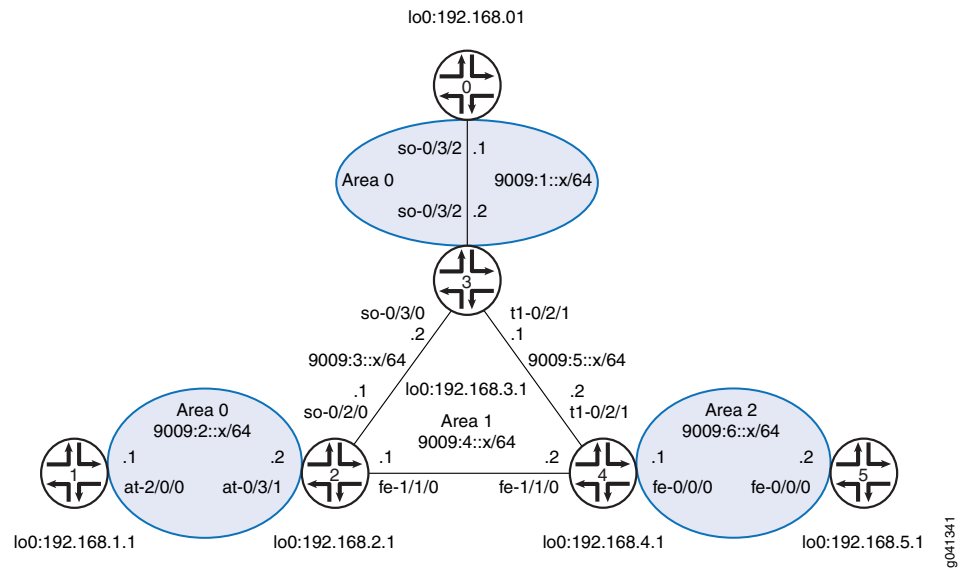 lo0:192.168.01
0
so-0/3/2 .1
Area 0 9009:1::x/64
so-0/3/2 .2
3
so-0/3/0 t1-0/2/1
.2 .1
9009:3::x/64 9009:5::x/64
.1 lo0:192.168.3.1 .2
so-0/2/0 Area 1 t1-0/2/1
9009:4::x/64
Area 0 Area 2
9009:2::x/64 9009:6::x/64
.1 .2 .1 .2 .1 .2
1 2 4 5
at-2/0/0 at-0/3/1 fe-1/1/0 fe-1/1/0 fe-0/0/0 fe-0/0/0
lo0:192.168.1.1 lo0:192.168.2.1 lo0:192.168.4.1 lo0:192.168.5.1
g041341